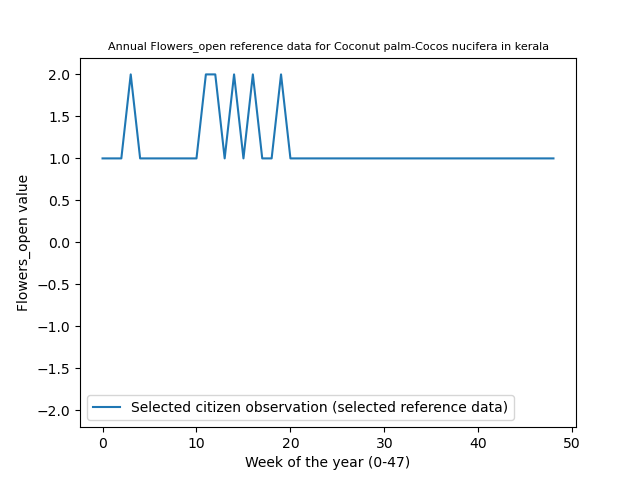 Annual Flowers_open reference data for Coconut palm-Cocos nucifera in kerala
Flowers_open value
2.0
1.5
1.0
0.5
0.0
−0.5
−1.0
−1.5
−2.0
Selected citizen observation (selected reference data)
0 10 20 30 40 50
Week of the year (0-47)